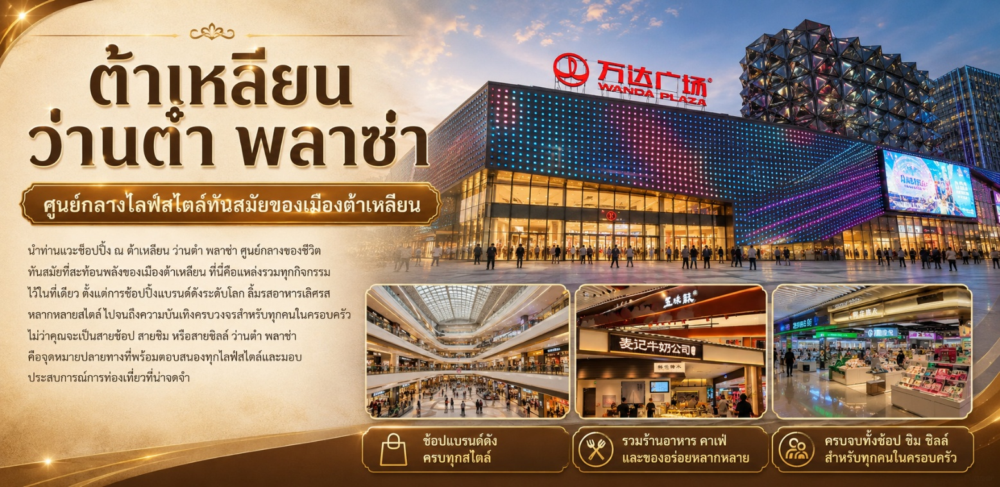 ต้าเหลียน
ว่านต๋า พลาซ่า
ศูนย์กลางไลฟ์สไตล์ทันสมัยของเมืองต้าเหลียน
นำท่านแวะช็อปปิ้ง ณ ต้าเหลียน ว่านต๋า พลาซ่า ศูนย์กลางของชีวิต
ทันสมัยที่สะท้อนพลังของเมืองต้าเหลียน ที่นี่คือแหล่งรวมทุกกิจกรรม
ไว้ในที่เดียว ตั้งแต่การช้อปปิ้งแบรนด์ดังระดับโลก ลิ้มรสอาหารเลิศรส
หลากหลายสไตล์ ไปจนถึงความบันเทิงครบวงจรสำหรับทุกคนในครอบครัว
ไม่ว่าคุณจะเป็นสายช้อป สายชิม หรือสายชิลล์ ว่านต๋า พลาซ่า
คือจุดหมายปลายทางที่พร้อมตอบสนองทุกไลฟ์สไตล์และมอบ
ประสบการณ์การท่องเที่ยวที่น่าจดจำ
万达广场
WANDA PLAZA
五味酥
麦记牛奶公司
ช้อปแบรนด์ดัง
ครบทุกสไตล์
รวมร้านอาหาร คาเฟ่
และของอร่อยหลากหลาย
ครบจบทั้งช้อป ชิม ชิลล์
สำหรับทุกคนในครอบครัว